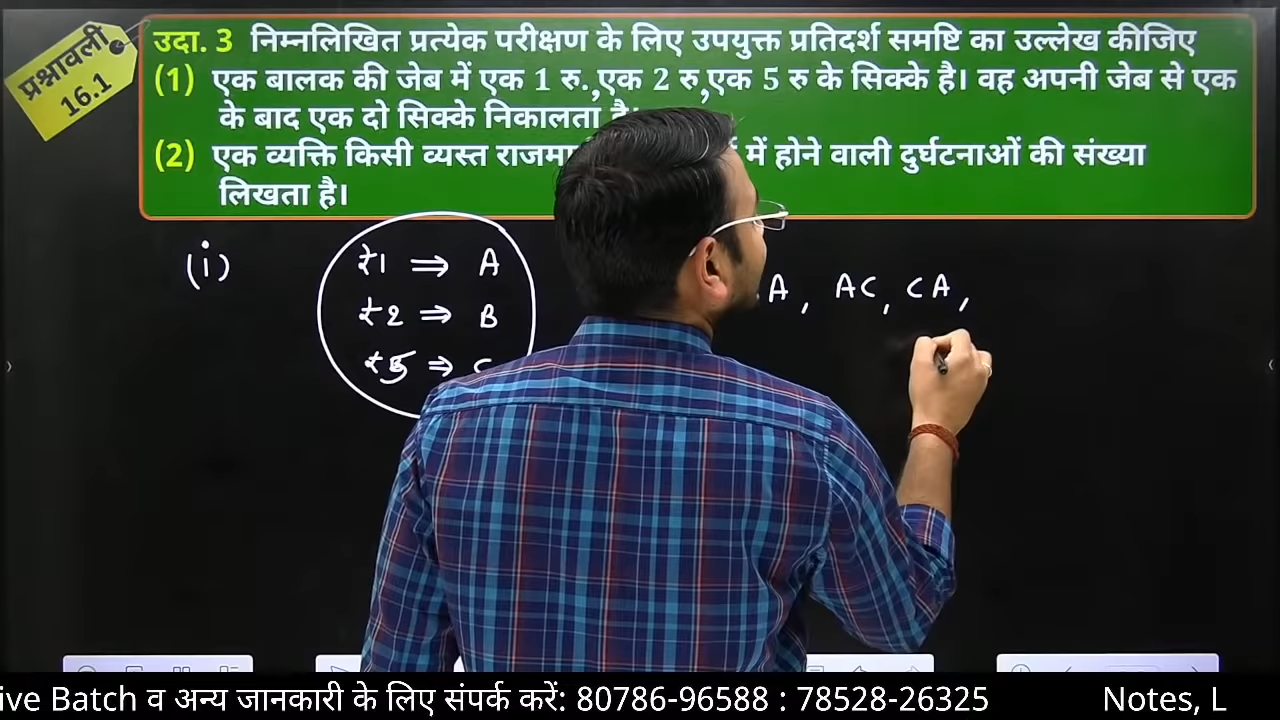 प्रश्नावली
16.1
उदा. 3 निम्नलिखित प्रत्येक परीक्षण के लिए उपयुक्त प्रतिदर्श समष्टि का उल्लेख कीजिए
(1) एक बालक की जेब में एक 1 रु.,एक 2 रु,एक 5 रु के सिक्के है। वह अपनी जेब से एक
के बाद एक दो सिक्के निकालता है।
(2) एक व्यक्ति किसी व्यस्त में होने वाली दुर्घटनाओं की संख्या
लिखता है।
(i)
₹1 ⇒ A
₹2 ⇒ B
₹5 ⇒ C
A, AC, CA,
ive Batch व अन्य जानकारी के लिए संपर्क करें: 80786-96588 : 78528-26325 Notes, L